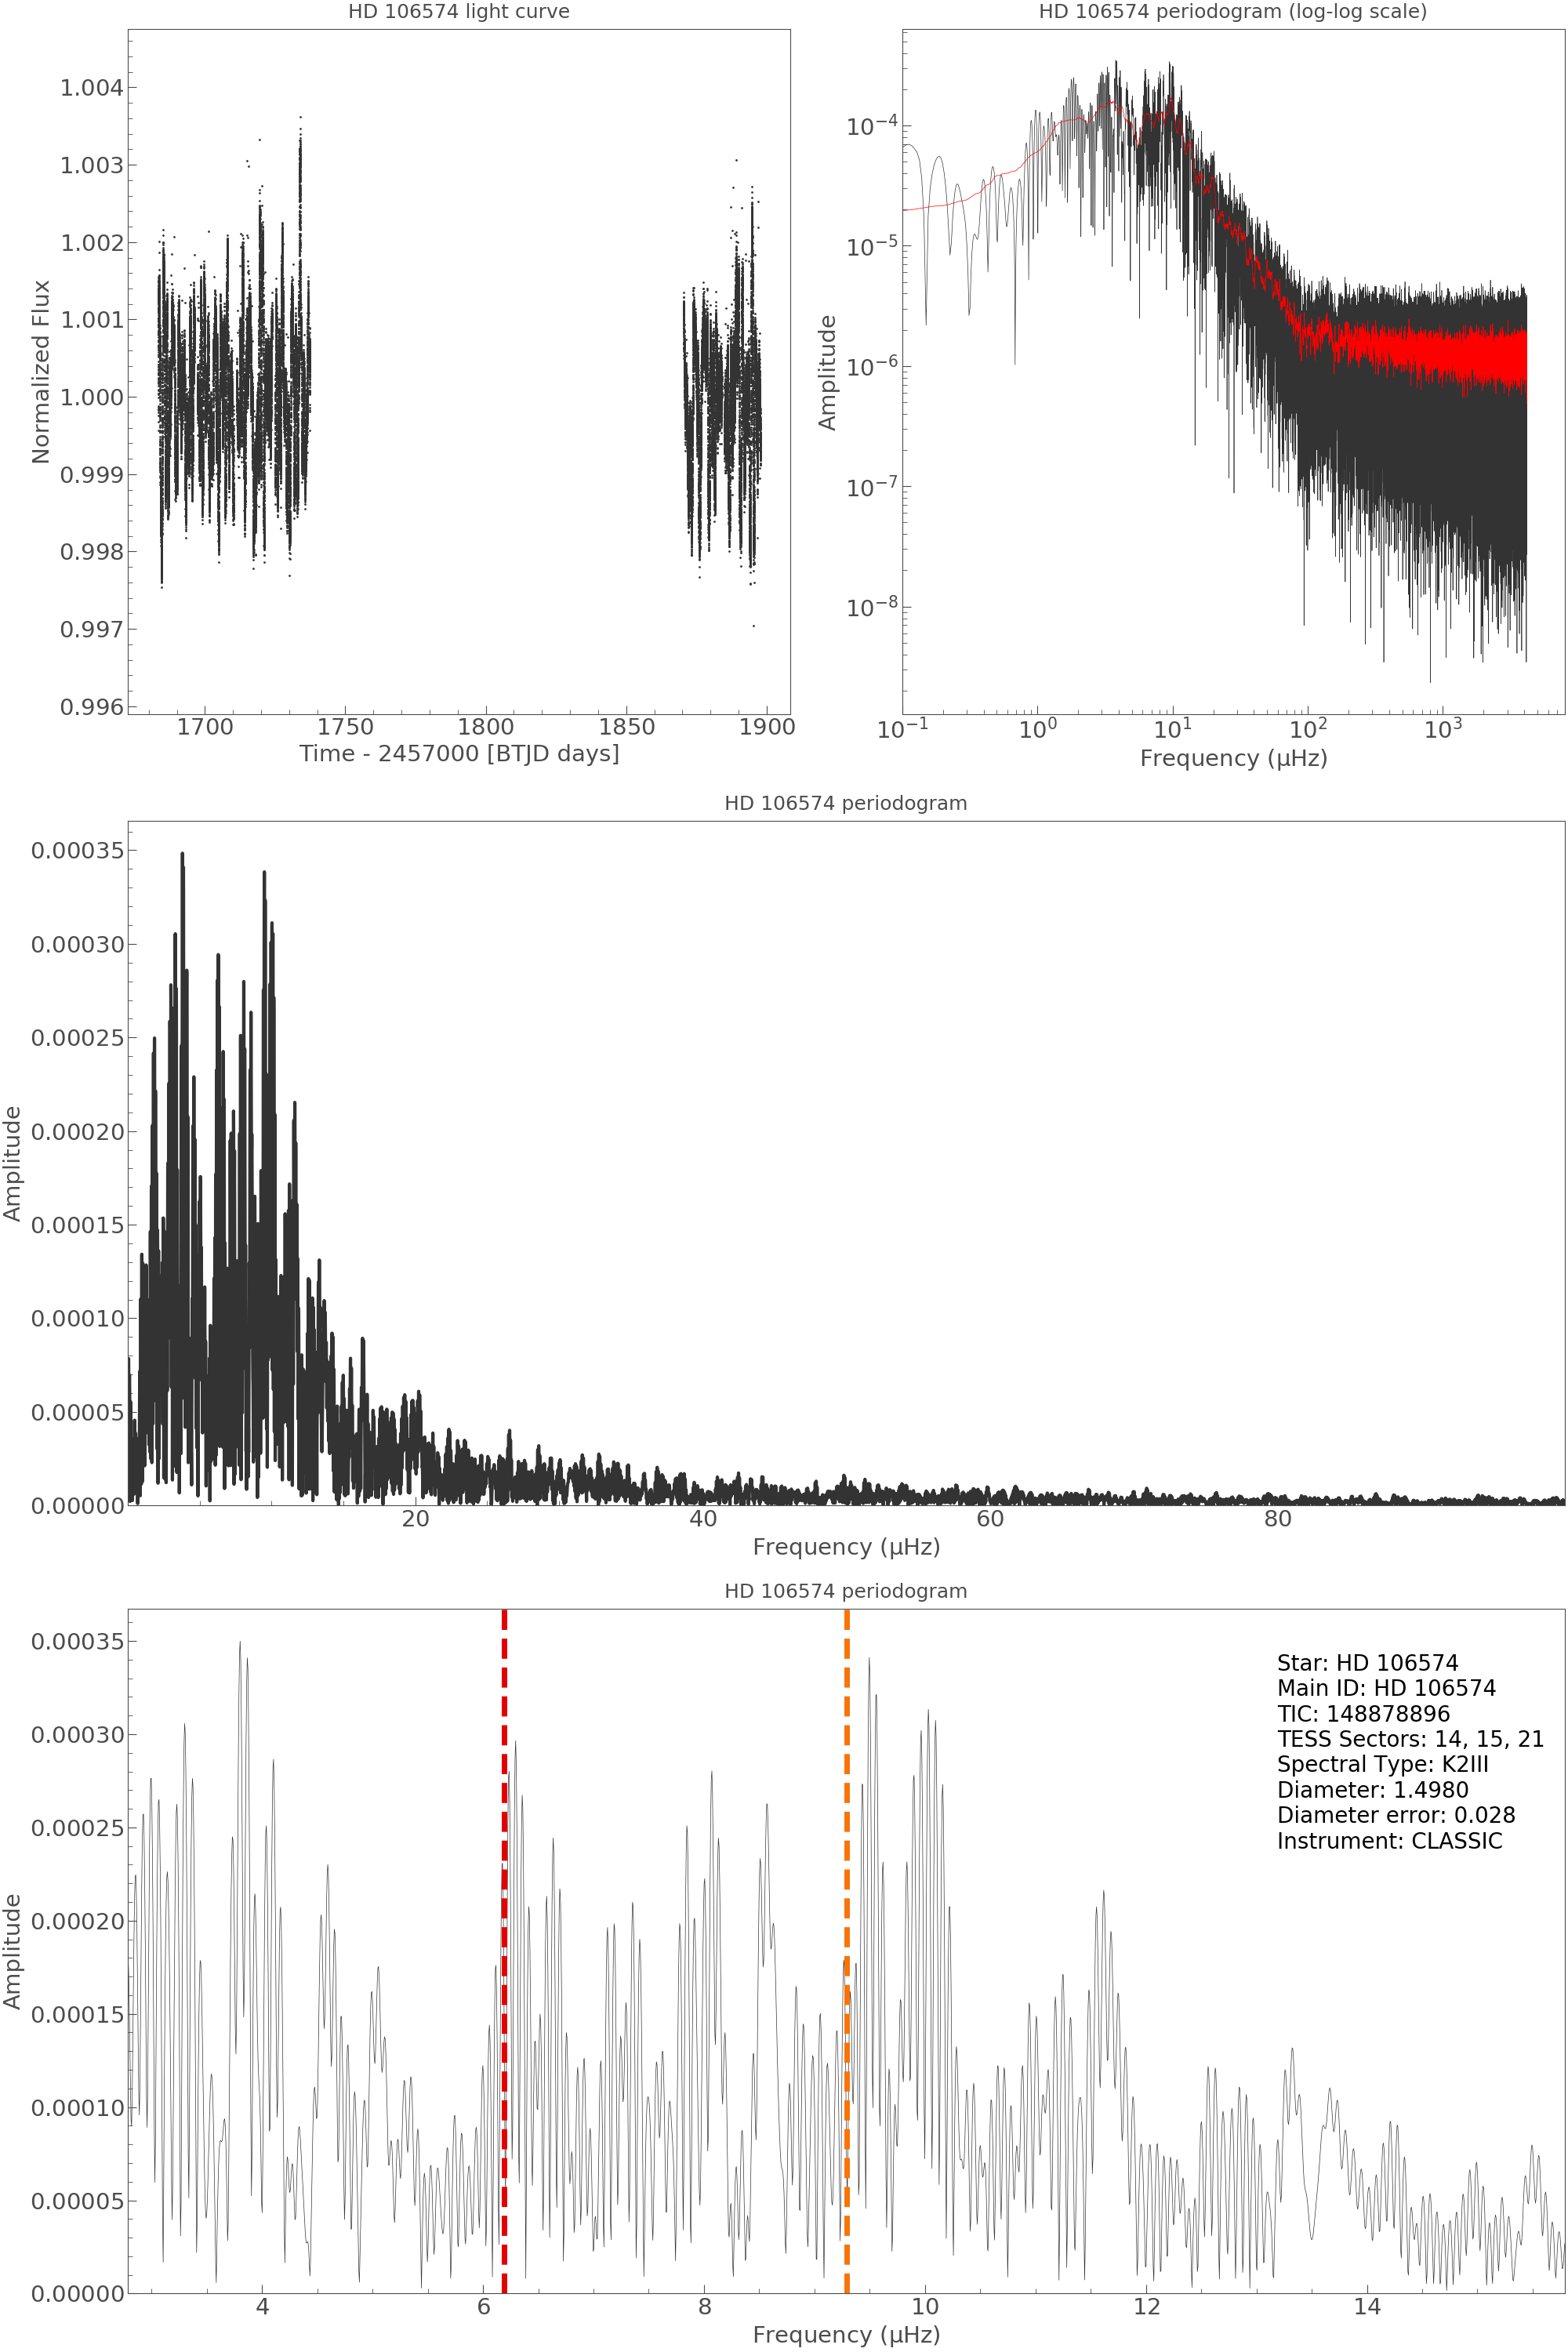 HD 106574 light curve
1.004
1.003
1.002
1.001
1.000
0.999
0.998
0.997
0.996
Normalized Flux
1700 1750 1800 1850 1900
Time - 2457000 [BTJD days]
HD 106574 periodogram (log-log scale)
10⁻⁴
10⁻⁵
10⁻⁶
10⁻⁷
10⁻⁸
Amplitude
10⁻¹ 10⁰ 10¹ 10² 10³
Frequency (μHz)
HD 106574 periodogram
0.00035
0.00030
0.00025
0.00020
0.00015
0.00010
0.00005
0.00000
Amplitude
20 40 60 80
Frequency (μHz)
HD 106574 periodogram
0.00035
0.00030
0.00025
0.00020
0.00015
0.00010
0.00005
0.00000
Amplitude
Star: HD 106574
Main ID: HD 106574
TIC: 148878896
TESS Sectors: 14, 15, 21
Spectral Type: K2III
Diameter: 1.4980
Diameter error: 0.028
Instrument: CLASSIC
4 6 8 10 12 14
Frequency (μHz)